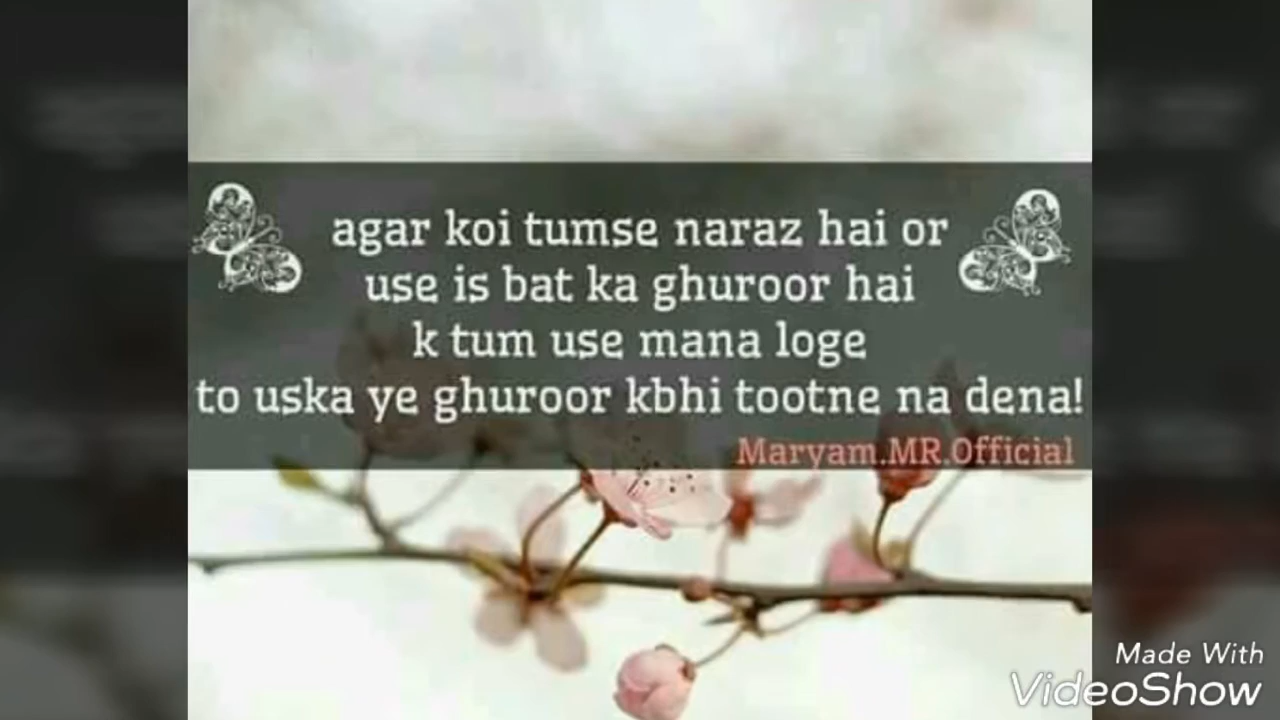 agar koi tumse naraz hai or
use is bat ka ghuroor hai
k tum use mana loge
to uska ye ghuroor kbhi tootne na dena!
Maryam.MR.Official
Made With
VideoShow